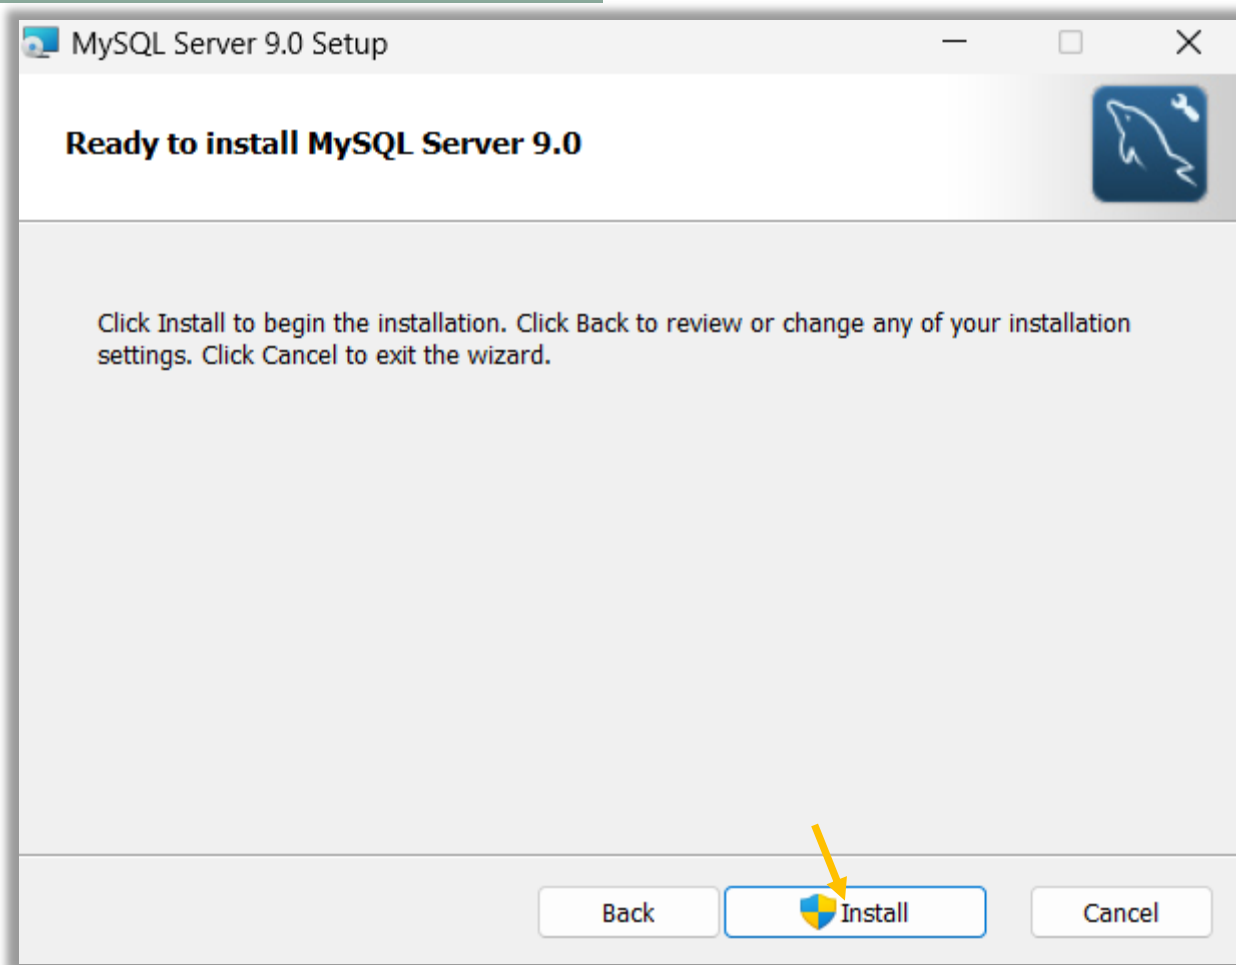 MySQL Server 9.0 Setup
Ready to install MySQL Server 9.0
Click Install to begin the installation. Click Back to review or change any of your installation
settings. Click Cancel to exit the wizard.
Back
Install
Cancel